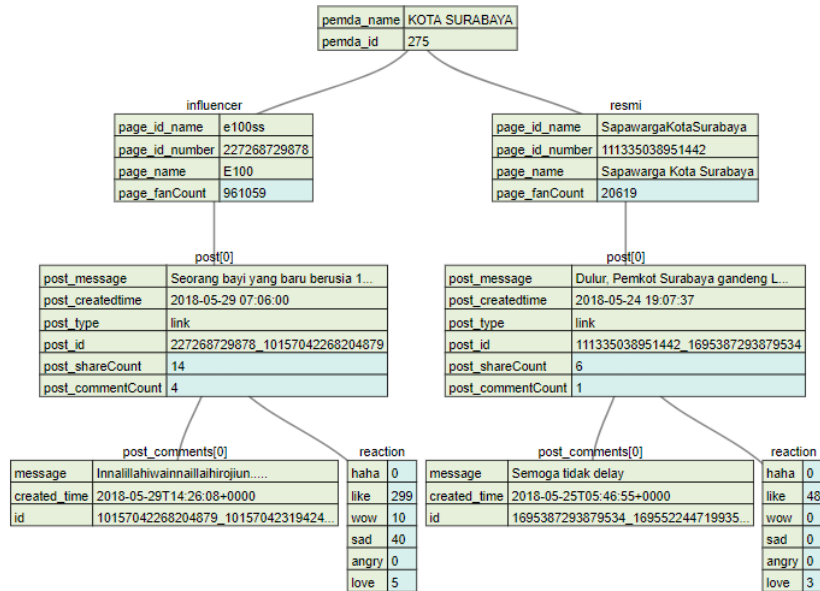 pemda_name KOTA SURABAYA
pemda_id 275
influencer
page_id_name e100ss
page_id_number 227268729878
page_name E100
page_fanCount 961059
resmi
page_id_name SapawargaKotaSurabaya
page_id_number 111335038951442
page_name Sapawarga Kota Surabaya
page_fanCount 20619
post[0]
post_message Seorang bayi yang baru berusia 1...
post_createdtime 2018-05-29 07:06:00
post_type link
post_id 227268729878_10157042268204879
post_shareCount 14
post_commentCount 4
post[0]
post_message Dulur, Pemkot Surabaya gandeng L...
post_createdtime 2018-05-24 19:07:37
post_type link
post_id 111335038951442_1695387293879534
post_shareCount 6
post_commentCount 1
post_comments[0]
message Innalillahiwainnaillaihirojiun.....
created_time 2018-05-29T14:26:08+0000
id 10157042268204879_10157042319424...
reaction
haha 0
like 299
wow 10
sad 40
angry 0
love 5
post_comments[0]
message Semoga tidak delay
created_time 2018-05-25T05:46:55+0000
id 1695387293879534_169552244719935...
reaction
haha 0
like 48
wow 0
sad 0
angry 0
love 3